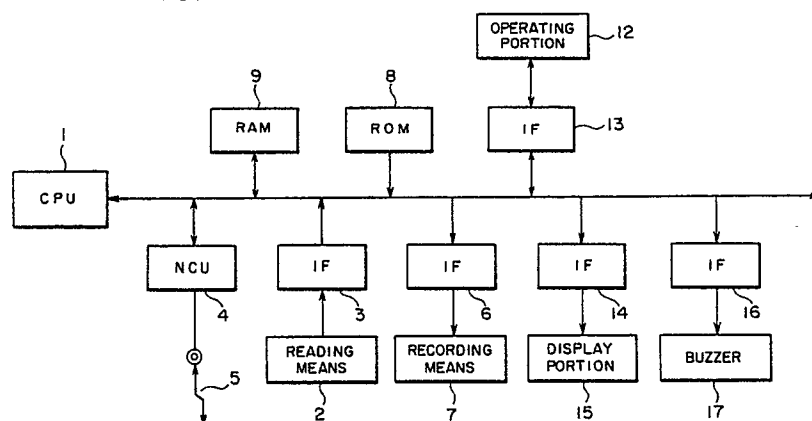 OPERATING
PORTION
12
9
8
RAM
ROM
IF
13
1
CPU
NCU
IF
IF
IF
IF
4
3
6
14
16
5
READING
MEANS
RECORDING
MEANS
DISPLAY
PORTION
BUZZER
2
7
15
17